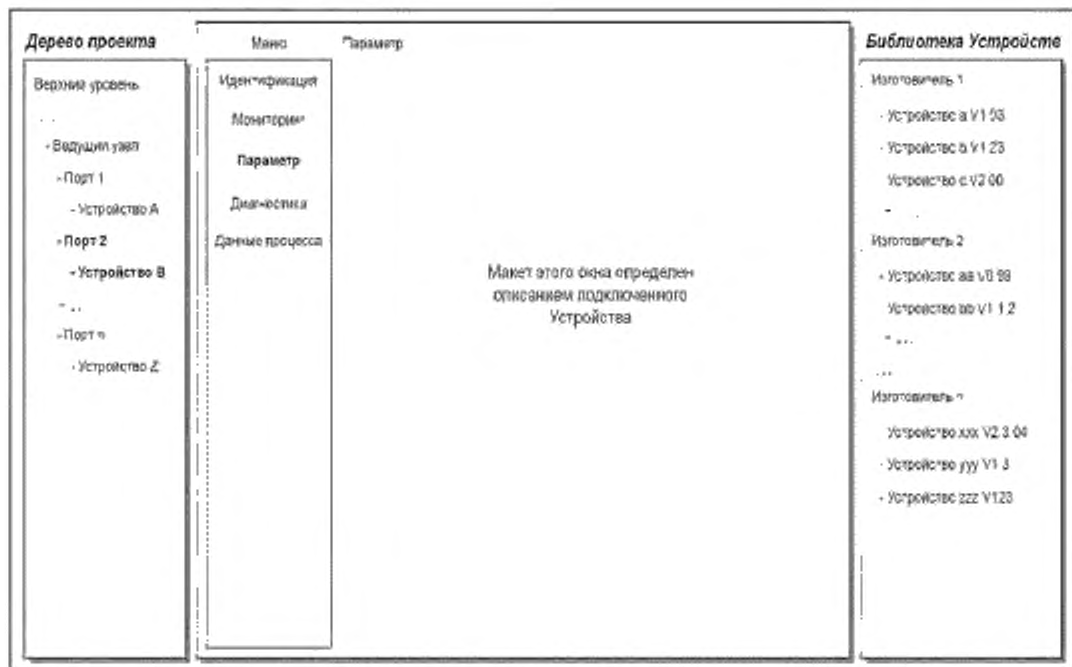 Дерево проекта
Верхние уровень
...
- Ведущий узел
- Порт 1
- Устройство A
- Порт 2
- Устройство B
- ...
- Порт n
- Устройство Z
Меню
Параметр
Идентификация
Мониторинг
Параметр
Диагностика
Данные процесса
Макет этого окна определен
описанием подключенного
Устройства
Библиотека Устройств
Изготовитель 1
- Устройство a V1.03
- Устройство b V1.23
Устройство c V2.00
- ...
Изготовитель 2
- Устройство aa V0.99
Устройство bb V1.1.2
- ...
...
Изготовитель n
Устройство xxx V2.3.04
- Устройство yyy V1.3
- Устройство zzz V123